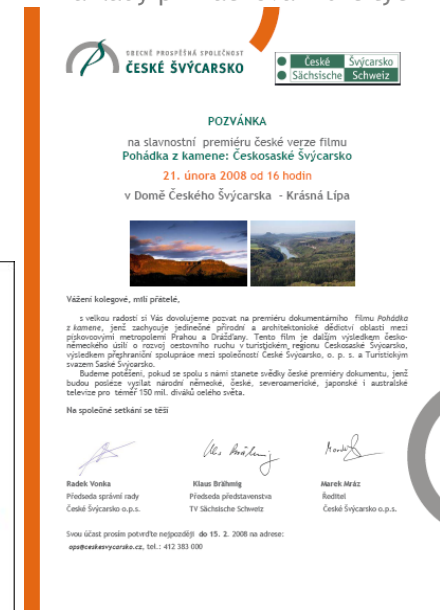 OBECNĚ PROSPĚŠNÁ SPOLEČNOST
ČESKÉ ŠVÝCARSKO
České Švýcarsko
Sächsische Schweiz
POZVÁNKA
na slavnostní premiéru české verze filmu
Pohádka z kamene: Českosaské Švýcarsko
21. února 2008 od 16 hodin
v Domě Českého Švýcarska - Krásná Lípa
Vážení kolegové, milí přátelé,
s velkou radostí si Vás dovolujeme pozvat na premiéru dokumentárního filmu Pohádka
z kamene, jenž zachycuje jedinečné přírodní a architektonické dědictví oblasti mezi
pískovcovými metropolemi Prahou a Drážďany. Tento film je dalším výsledkem česko-
německého úsilí o rozvoj cestovního ruchu v turistickém regionu Českosaské Švýcarsko,
výsledkem přeshraniční spolupráce mezi společností České Švýcarsko, o. p. s. a Turistickým
svazem Saské Švýcarsko.
Budeme potěšeni, pokud se spolu s námi stanete svědky české premiéry dokumentu, jenž
budou posléze vysílat národní německé, české, severoamerické, japonské i australské
televize pro téměř 150 mil. diváků celého světa.
Na společné setkání se těší
Radek Vonka Klaus Brähmig Marek Mráz
Předseda správní rady Předseda představenstva Ředitel
České Švýcarsko o.p.s. TV Sächsische Schweiz České Švýcarsko o.p.s.
Svou účast prosím potvrďte nejpozději do 15. 2. 2008 na adrese:
ops@ceskesvycarsko.cz, tel.: 412 383 000